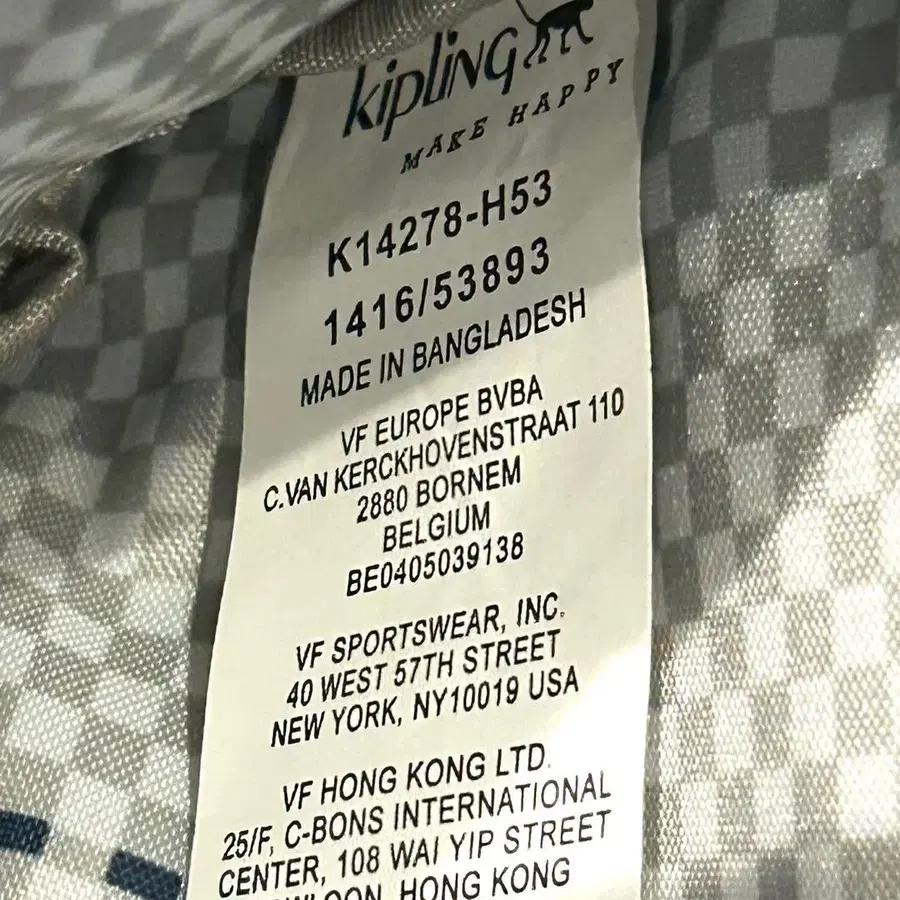 kipling
MAKE HAPPY
K14278-H53
1416/53893
MADE IN BANGLADESH
VF EUROPE BVBA
C.VAN KERCKHOVENSTRAAT 110
2880 BORNEM
BELGIUM
BE0405039138
VF SPORTSWEAR, INC.
40 WEST 57TH STREET
NEW YORK, NY10019 USA
VF HONG KONG LTD.
25/F, C-BONS INTERNATIONAL
CENTER, 108 WAI YIP STREET
HONG KONG